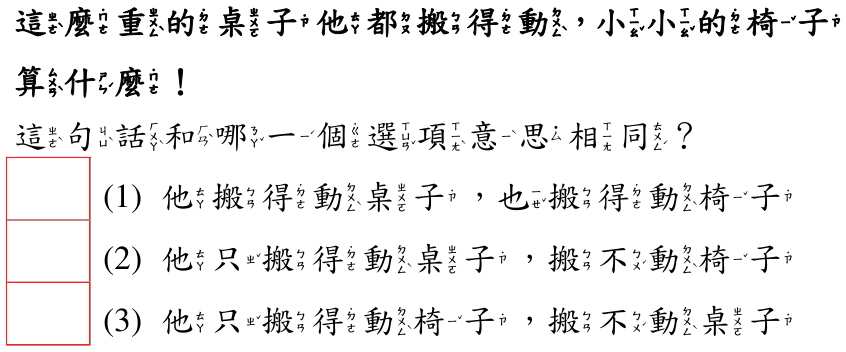 這麼重的桌子他都搬得動，小小的椅子
算什麼！
這句話和哪一個選項意思相同？
(1) 他搬得動桌子，也搬得動椅子
(2) 他只搬得動桌子，搬不動椅子
(3) 他只搬得動椅子，搬不動桌子